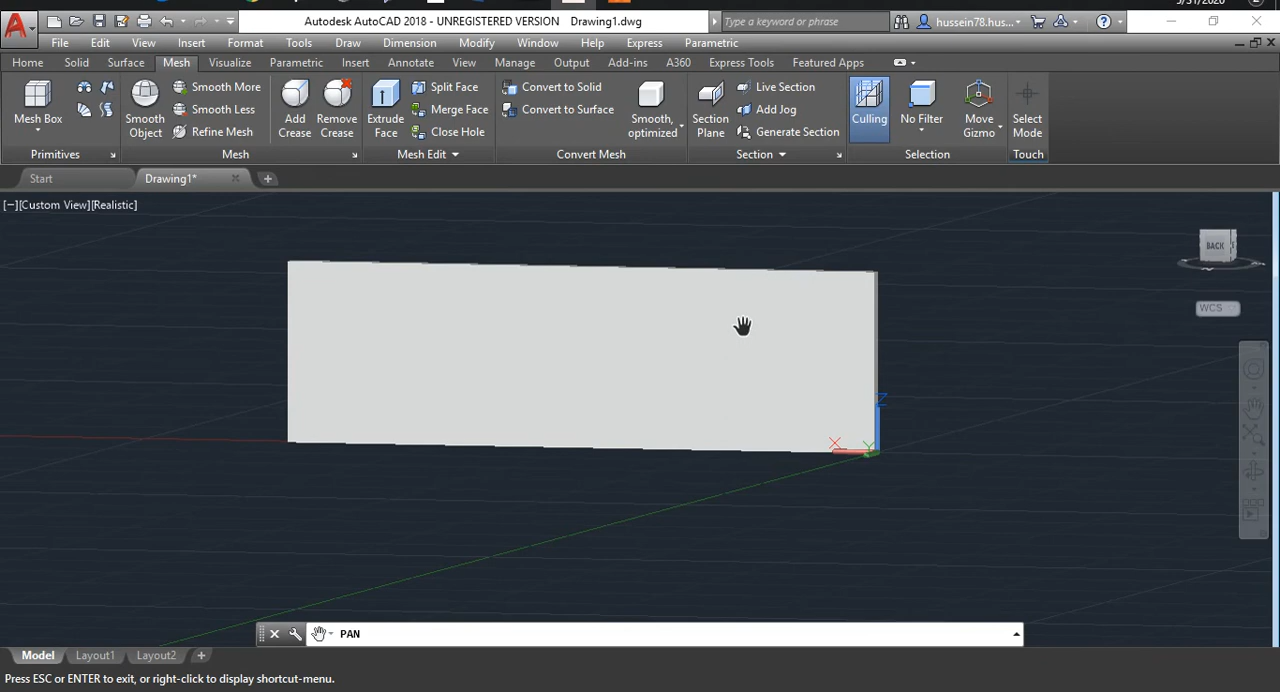 5/31/2020
Autodesk AutoCAD 2018 - UNREGISTERED VERSION Drawing1.dwg
Type a keyword or phrase
hussein78.hus...
File Edit View Insert Format Tools Draw Dimension Modify Window Help Express Parametric
Home Solid Surface Mesh Visualize Parametric Insert Annotate View Manage Output Add-ins A360 Express Tools Featured Apps
Mesh Box
Smooth Object
Smooth More
Smooth Less
Refine Mesh
Add Crease
Remove Crease
Extrude Face
Split Face
Merge Face
Close Hole
Convert to Solid
Convert to Surface
Smooth, optimized
Section Plane
Live Section
Add Jog
Generate Section
Culling
No Filter
Move Gizmo
Select Mode
Primitives Mesh Mesh Edit Convert Mesh Section Selection Touch
Start Drawing1*
[−][Custom View][Realistic]
BACK
WCS
Z
X
Y
PAN
Model Layout1 Layout2
Press ESC or ENTER to exit, or right-click to display shortcut-menu.